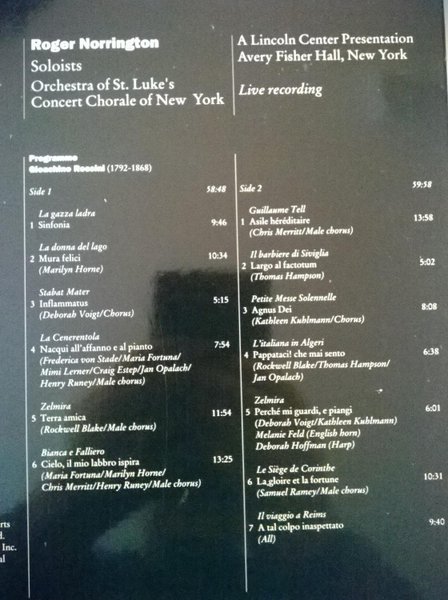 Roger Norrington
Soloists
Orchestra of St. Luke's
Concert Chorale of New York
A Lincoln Center Presentation
Avery Fisher Hall, New York
Live recording
Programme
Gioachino Rossini (1792-1868)
Side 1 58:48
La gazza ladra
1 Sinfonia 9:46
La donna del lago
2 Mura felici 10:34
(Marilyn Horne)
Stabat Mater
3 Inflammatus 5:15
(Deborah Voigt/Chorus)
La Cenerentola
4 Nacqui all'affanno e al pianto 7:54
(Frederica von Stade/Maria Fortuna/
Mimi Lerner/Craig Estep/Jan Opalach/
Henry Runey/Male chorus)
Zelmira
5 Terra amica 11:54
(Rockwell Blake/Male chorus)
Bianca e Falliero
6 Cielo, il mio labbro ispira 13:25
(Maria Fortuna/Marilyn Horne/
Chris Merritt/Henry Runey/Male chorus)
Side 2 59:58
Guillaume Tell
1 Asile héréditaire 13:58
(Chris Merritt/Male chorus)
Il barbiere di Siviglia
2 Largo al factotum 5:02
(Thomas Hampson)
Petite Messe Solennelle
3 Agnus Dei 8:08
(Kathleen Kuhlmann/Chorus)
L'italiana in Algeri
4 Pappataci! che mai sento 6:38
(Rockwell Blake/Thomas Hampson/
Jan Opalach)
Zelmira
5 Perché mi guardi, e piangi 6:01
(Deborah Voigt/Kathleen Kuhlmann
Melanie Feld (English horn)
Deborah Hoffman (Harp)
Le Siège de Corinthe
6 La gloire et la fortune 10:31
(Samuel Ramey/Male chorus)
Il viaggio a Reims
7 A tal colpo inaspettato 9:40
(All)
rts
d.
Inc.
al